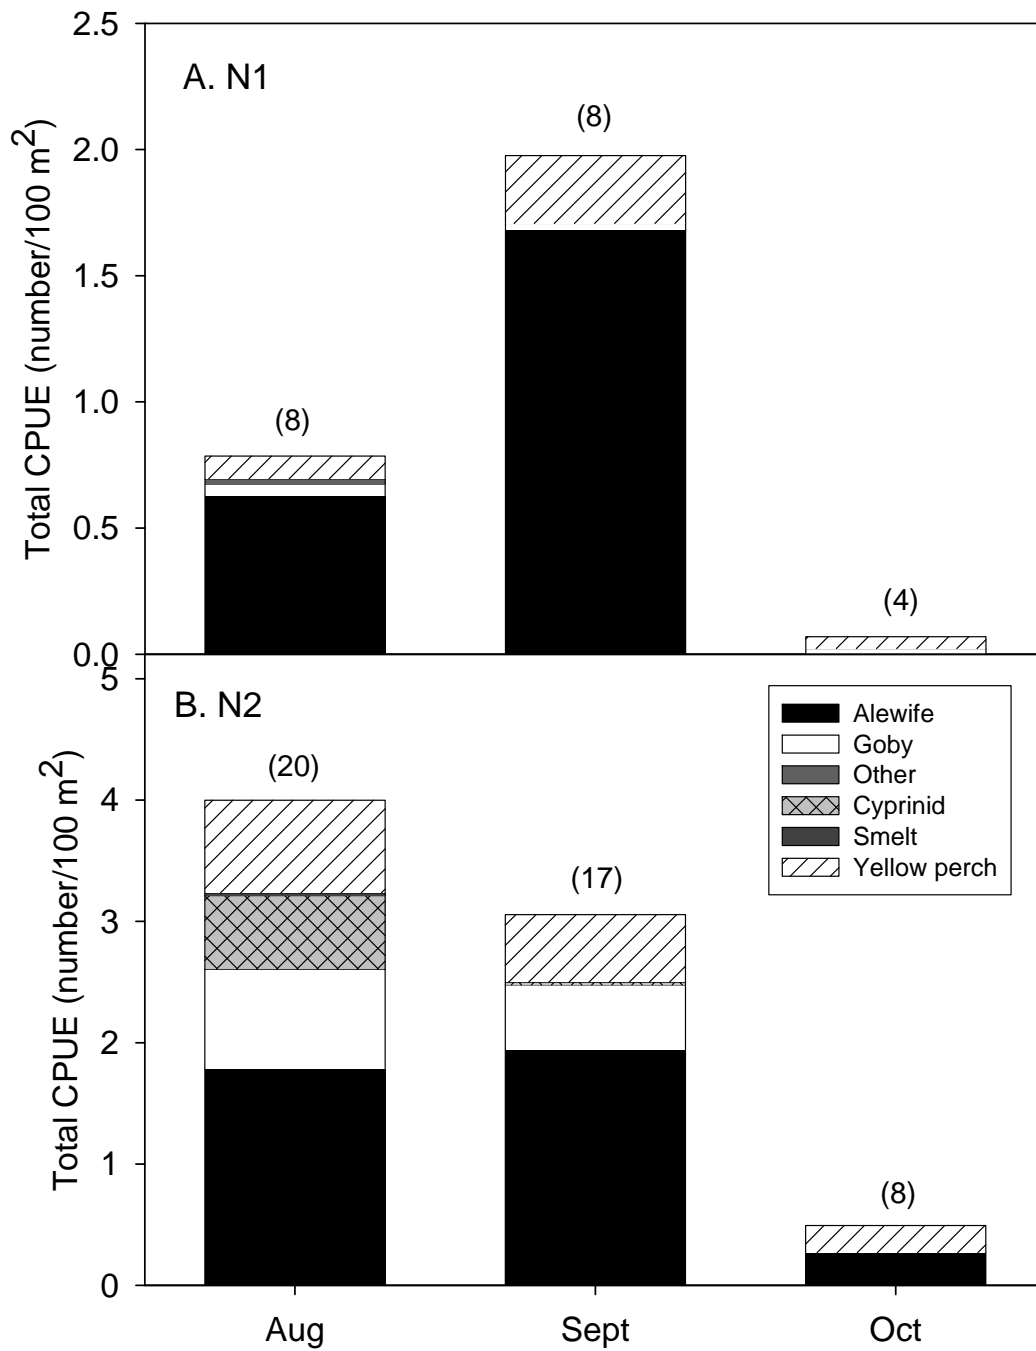 A. N1
Total CPUE (number/100 m²)
2.5
2.0
1.5
1.0
0.5
0.0
(8)
(8)
(4)
B. N2
Total CPUE (number/100 m²)
5
4
3
2
1
0
(20)
(17)
(8)
Alewife
Goby
Other
Cyprinid
Smelt
Yellow perch
Aug Sept Oct